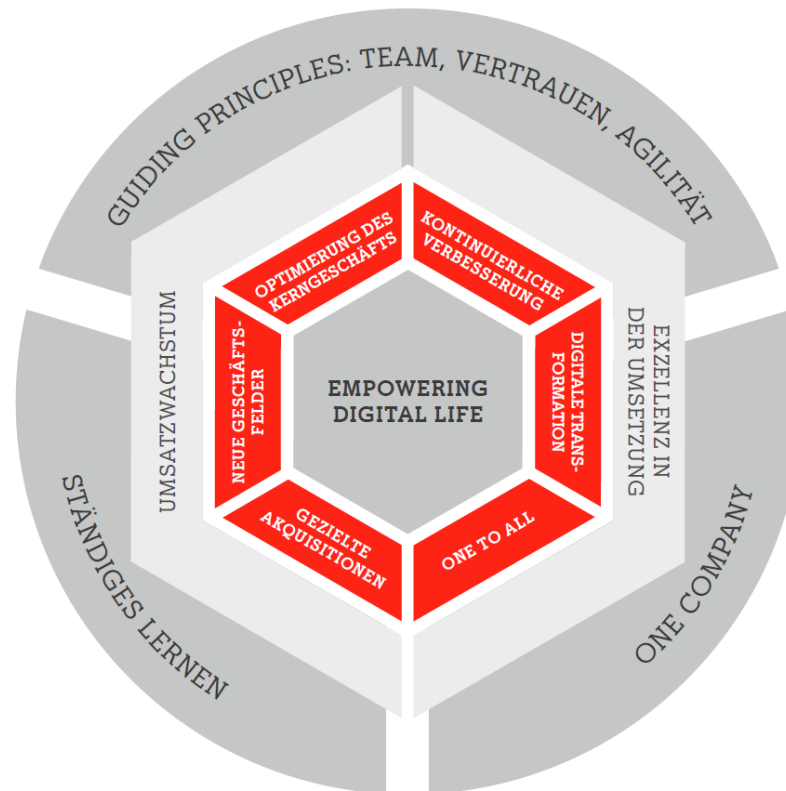 GUIDING PRINCIPLES: TEAM, VERTRAUEN, AGILITÄT
OPTIMIERUNG DES
KERNGESCHÄFTS
KONTINUIERLICHE
VERBESSERUNG
UMSATZWACHSTUM
NEUE GESCHÄFTS-
FELDER
EMPOWERING
DIGITAL LIFE
DIGITALE TRANS-
FORMATION
EXZELLENZ IN
DER UMSETZUNG
GEZIELTE
AKQUISITIONEN
ONE TO ALL
STÄNDIGES LERNEN
ONE COMPANY